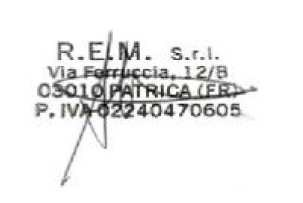 R.E.M. s.r.l.
Via Ferruccia, 12/B
03010 PATRICA (FR)
P. IVA 02240470605